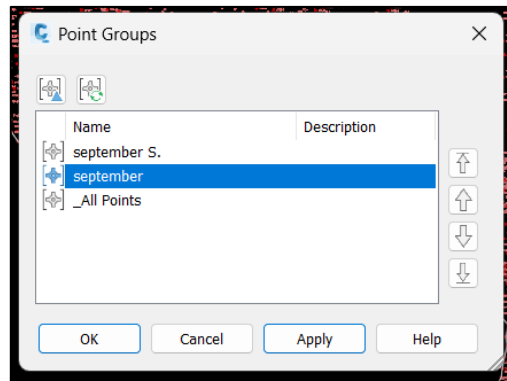 Point Groups
Name Description
september S.
september
_All Points
OK Cancel Apply Help